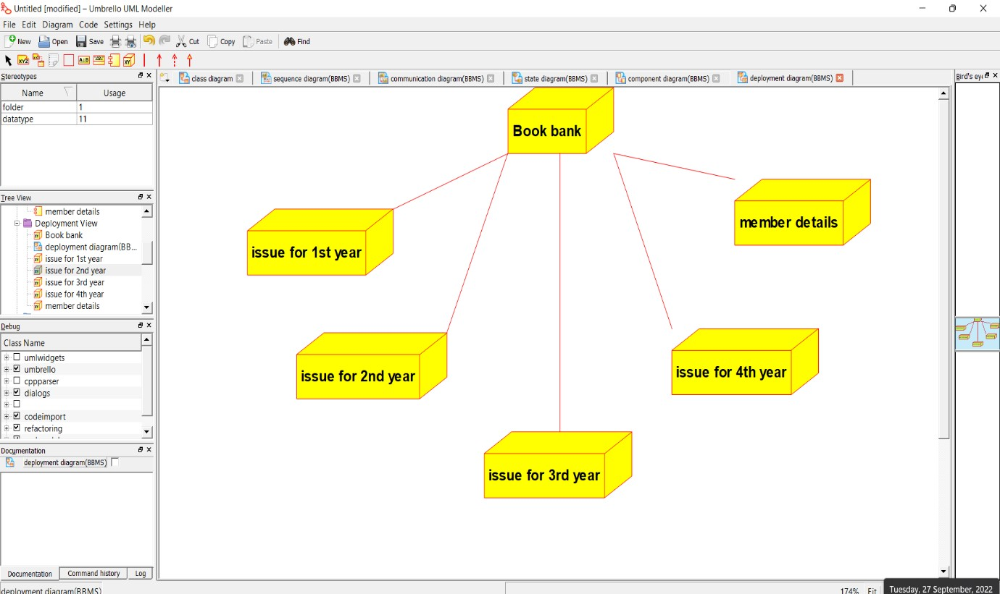 Untitled [modified] – Umbrello UML Modeller
File Edit Diagram Code Settings Help
New Open Save Cut Copy Paste Find
Stereotypes
Name Usage
folder 1
datatype 11
Tree View
member details
Deployment View
Book bank
deployment diagram(BB...
issue for 1st year
issue for 2nd year
issue for 3rd year
issue for 4th year
member details
Debug
Class Name
umlwidgets
umbrello
cppparser
dialogs
codeimport
refactoring
Documentation
deployment diagram(BBMS)
Documentation Command history Log
deployment diagram(BBMS)
class diagram sequence diagram(BBMS) communication diagram(BBMS) state diagram(BBMS) component diagram(BBMS) deployment diagram(BBMS)
Book bank
member details
issue for 1st year
issue for 2nd year
issue for 4th year
issue for 3rd year
Bird's ey
174% Fit
Tuesday, 27 September, 2022